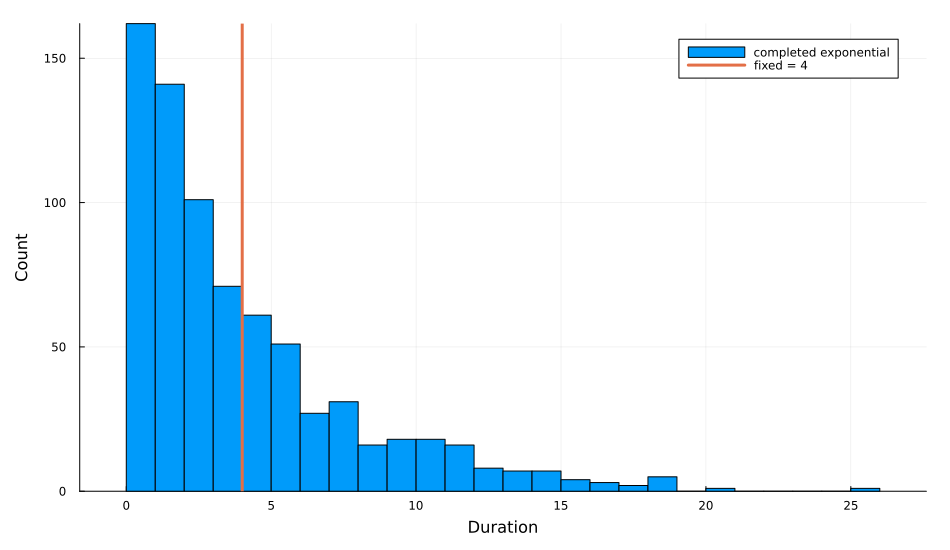 completed exponential
fixed = 4
150
100
50
0
Count
0 5 10 15 20 25
Duration